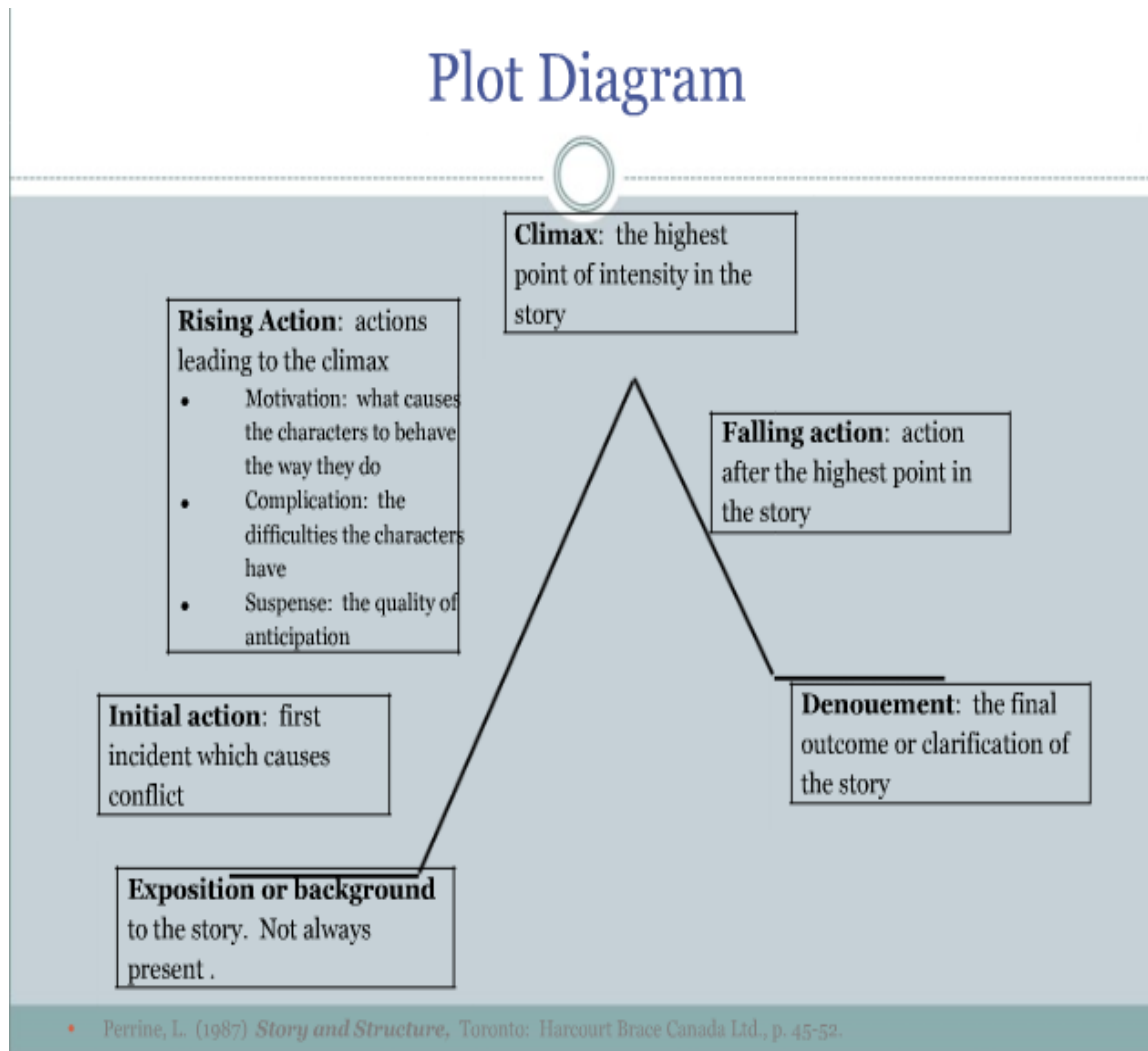 Plot Diagram
Climax: the highest
point of intensity in the
story
Rising Action: actions
leading to the climax
• Motivation: what causes
the characters to behave
the way they do
• Complication: the
difficulties the characters
have
• Suspense: the quality of
anticipation
Falling action: action
after the highest point in
the story
Initial action: first
incident which causes
conflict
Denouement: the final
outcome or clarification of
the story
Exposition or background
to the story. Not always
present .
• Perrine, L. (1987) Story and Structure, Toronto: Harcourt Brace Canada Ltd., p. 45-52.